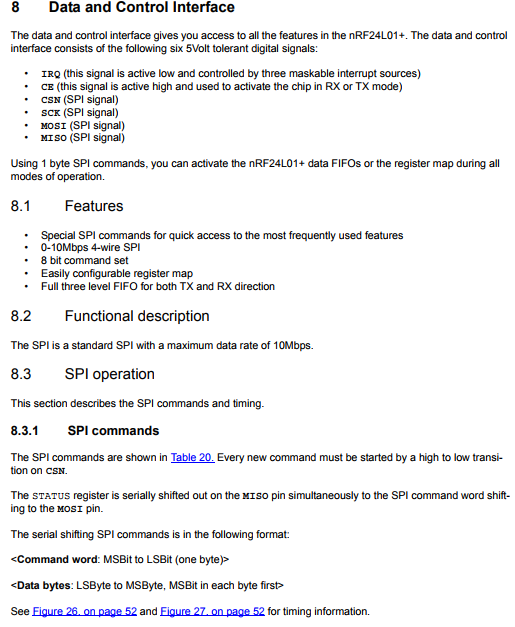 8 Data and Control Interface
The data and control interface gives you access to all the features in the nRF24L01+. The data and control
interface consists of the following six 5Volt tolerant digital signals:
• IRQ (this signal is active low and controlled by three maskable interrupt sources)
• CE (this signal is active high and used to activate the chip in RX or TX mode)
• CSN (SPI signal)
• SCK (SPI signal)
• MOSI (SPI signal)
• MISO (SPI signal)
Using 1 byte SPI commands, you can activate the nRF24L01+ data FIFOs or the register map during all
modes of operation.
8.1 Features
• Special SPI commands for quick access to the most frequently used features
• 0-10Mbps 4-wire SPI
• 8 bit command set
• Easily configurable register map
• Full three level FIFO for both TX and RX direction
8.2 Functional description
The SPI is a standard SPI with a maximum data rate of 10Mbps.
8.3 SPI operation
This section describes the SPI commands and timing.
8.3.1 SPI commands
The SPI commands are shown in Table 20. Every new command must be started by a high to low transi-
tion on CSN.
The STATUS register is serially shifted out on the MISO pin simultaneously to the SPI command word shift-
ing to the MOSI pin.
The serial shifting SPI commands is in the following format:
<Command word: MSBit to LSBit (one byte)>
<Data bytes: LSByte to MSByte, MSBit in each byte first>
See Figure 26. on page 52 and Figure 27. on page 52 for timing information.